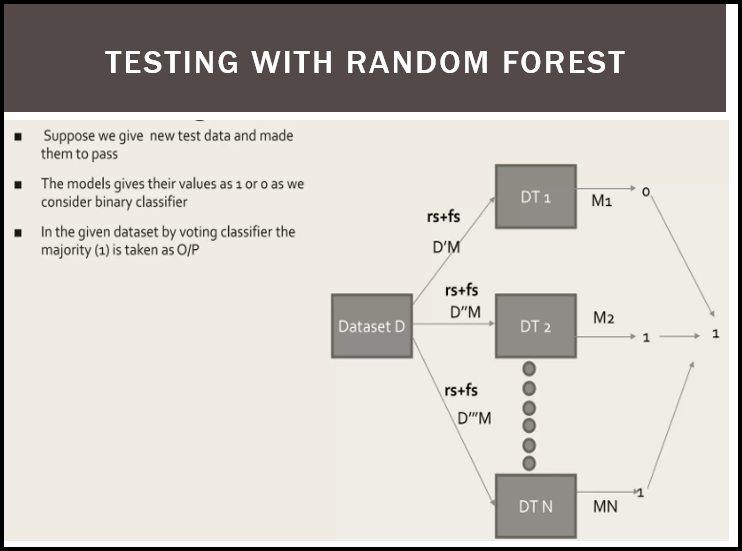 TESTING WITH RANDOM FOREST
Suppose we give new test data and made
them to pass
The models gives their values as 1 or 0 as we
consider binary classifier
In the given dataset by voting classifier the
majority (1) is taken as O/P
DT 1
M1
0
rs+fs
D'M
rs+fs
D"M
Dataset D
DT 2
M2
1
1
rs+fs
D"'M
DT N
MN
1